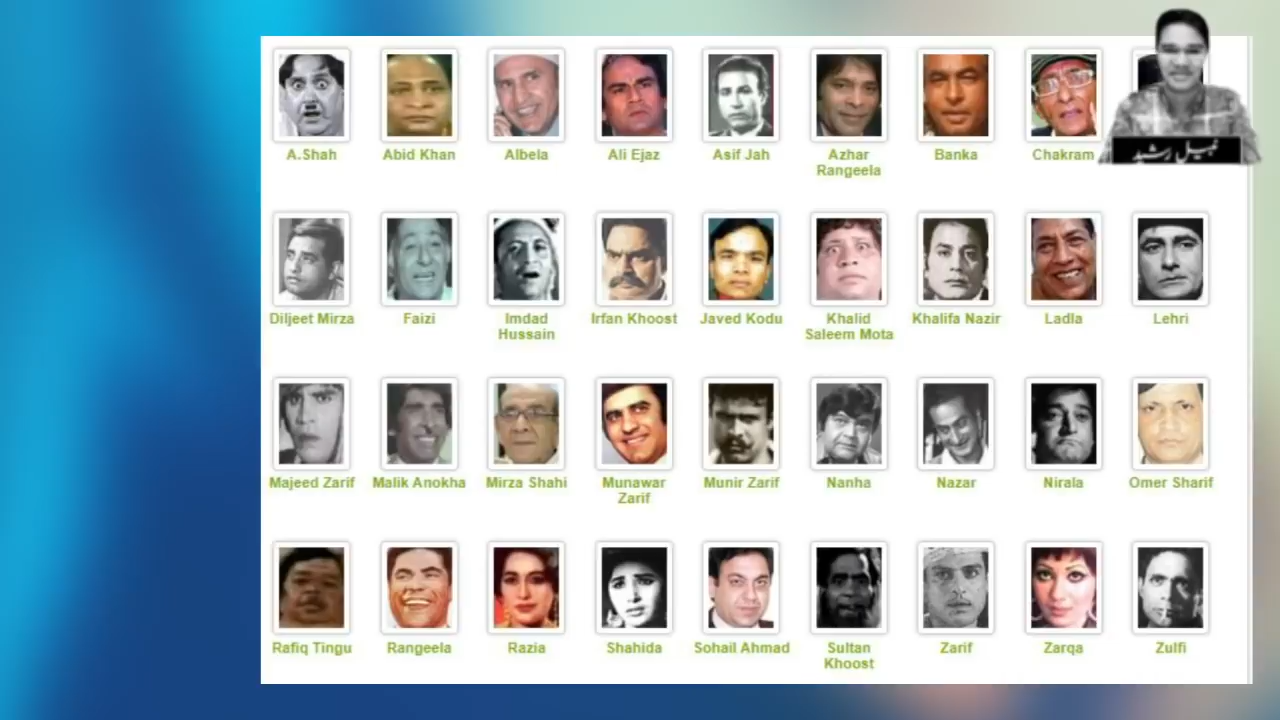 A.Shah
Abid Khan
Albela
Ali Ejaz
Asif Jah
Azhar
Rangeela
Banka
Chakram
نبیل رشید
Diljeet Mirza
Faizi
Imdad
Hussain
Irfan Khoost
Javed Kodu
Khalid
Saleem Mota
Khalifa Nazir
Ladla
Lehri
Majeed Zarif
Malik Anokha
Mirza Shahi
Munawar
Zarif
Munir Zarif
Nanha
Nazar
Nirala
Omer Sharif
Rafiq Tingu
Rangeela
Razia
Shahida
Sohail Ahmad
Sultan
Khoost
Zarif
Zarqa
Zulfi